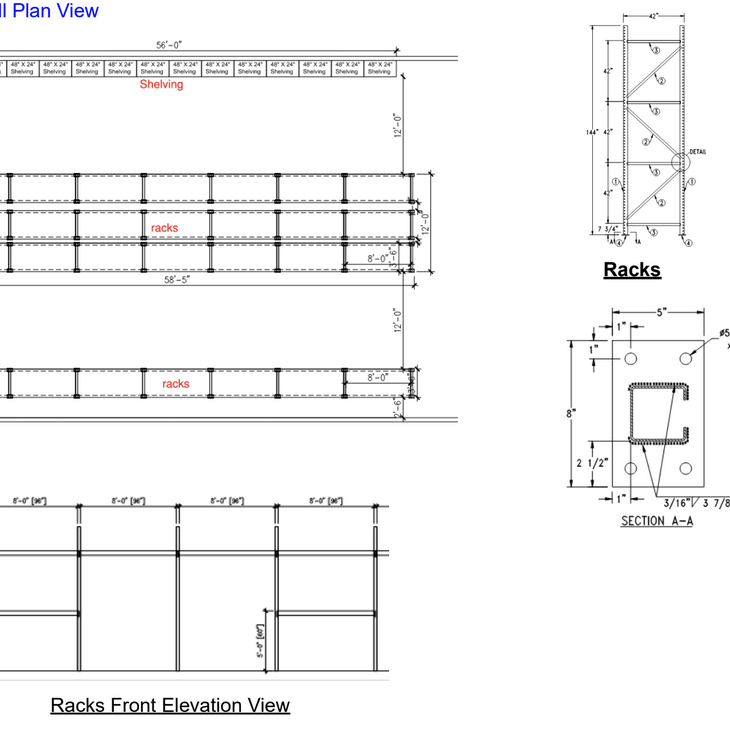 ll Plan View
56'-0"
48" X 24" 48" X 24" 48" X 24" 48" X 24" 48" X 24" 48" X 24" 48" X 24" 48" X 24" 48" X 24" 48" X 24" 48" X 24" 48" X 24"
Shelving Shelving Shelving Shelving Shelving Shelving Shelving Shelving Shelving Shelving Shelving Shelving
Shelving
12'-0"
racks
12'-0"
8'-0"
3'-6"
58'-5"
12'-0"
racks
8'-0"
2'-6"
8'-0" [96"] 8'-0" [96"] 8'-0" [96"] 8'-0" [96"]
5'-0" [60"]
Racks Front Elevation View
42"
3
42"
2
3
144" 42"
2
DETAIL
3
1 1
42"
2
7 3/4"
3
A 4 A 4
Racks
5"
1"
ø5
1"
8"
2 1/2"
1"
3/16" 3 7/8
SECTION A-A